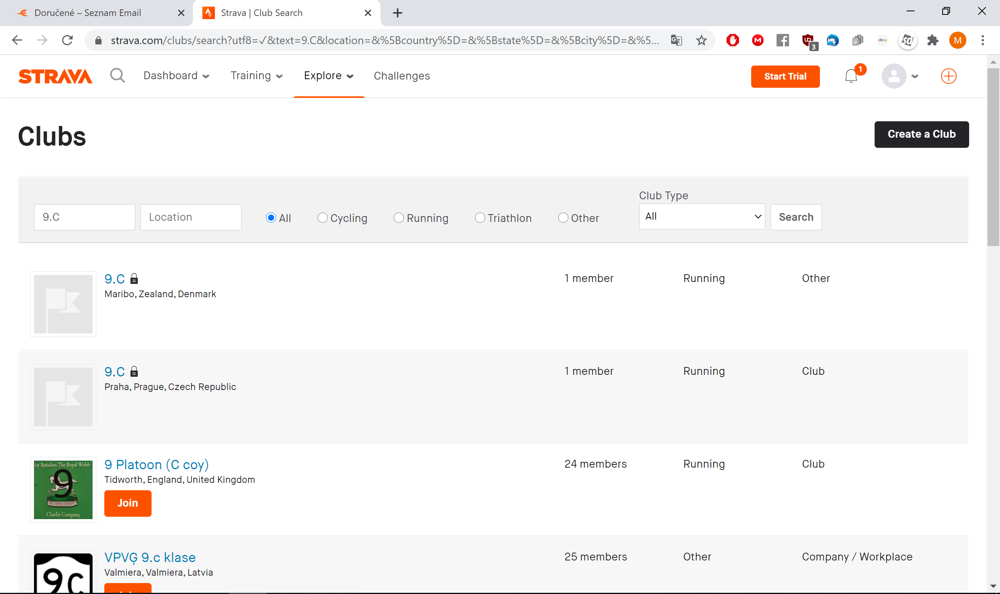 Doručené – Seznam Email
Strava | Club Search
strava.com/clubs/search?utf8=✓&text=9.C&location=&%5Bcountry%5D=&%5Bstate%5D=&%5Bcity%5D=&%5...
3
ebay
M
STRAVA
Dashboard
Training
Explore
Challenges
Start Trial
1
Clubs
Create a Club
Club Type
9.C
Location
All
Cycling
Running
Triathlon
Other
All
Search
9.C
1 member
Running
Other
Maribo, Zealand, Denmark
9.C
1 member
Running
Club
Praha, Prague, Czech Republic
1st Battalion The Royal Welsh
9
Charlie Company
9 Platoon (C coy)
24 members
Running
Club
Tidworth, England, United Kingdom
Join
9C
VPVĢ 9.c klase
25 members
Other
Company / Workplace
Valmiera, Valmiera, Latvia